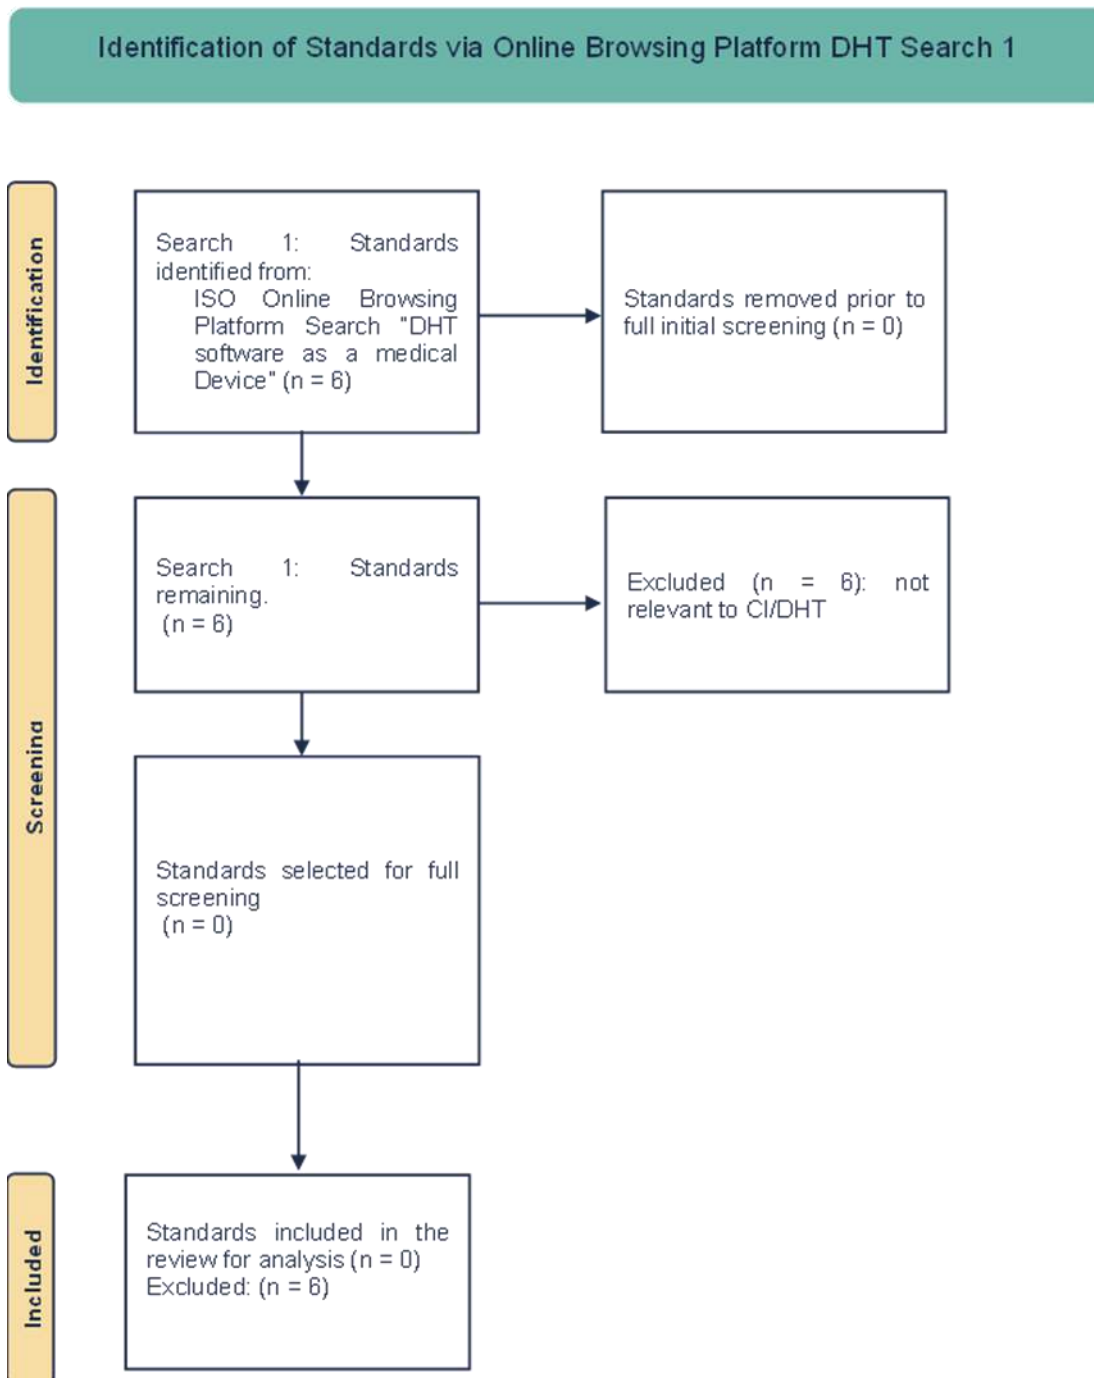 Identification of Standards via Online Browsing Platform DHT Search 1
Identification
Search 1: Standards
identified from:
ISO Online Browsing
Platform Search "DHT
software as a medical
Device" (n = 6)
Standards removed prior to
full initial screening (n = 0)
Screening
Search 1: Standards
remaining.
(n = 6)
Excluded (n = 6): not
relevant to CI/DHT
Standards selected for full
screening
(n = 0)
Included
Standards included in the
review for analysis (n = 0)
Excluded: (n = 6)